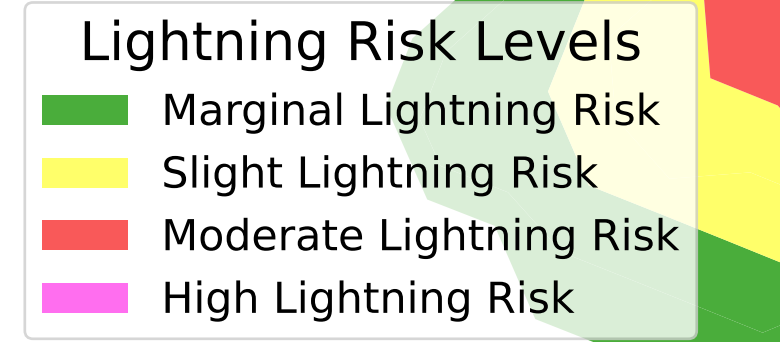 Lightning Risk Levels
Marginal Lightning Risk
Slight Lightning Risk
Moderate Lightning Risk
High Lightning Risk